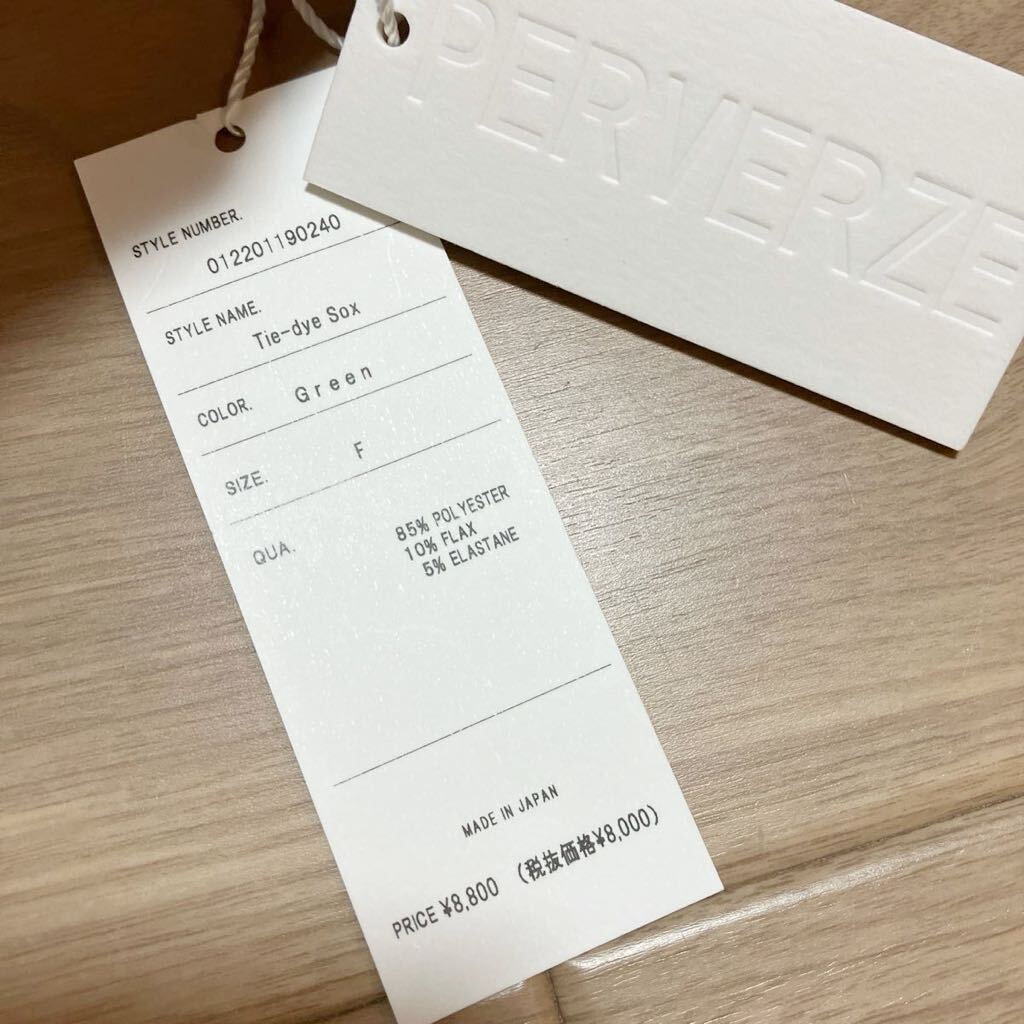 PERVERZE
STYLE NUMBER.
012201190240
STYLE NAME.
Tie-dye Sox
COLOR. Green
SIZE. F
QUA. 85% POLYESTER
10% FLAX
5% ELASTANE
MADE IN JAPAN
PRICE ¥8,800 (税抜価格¥8,000)